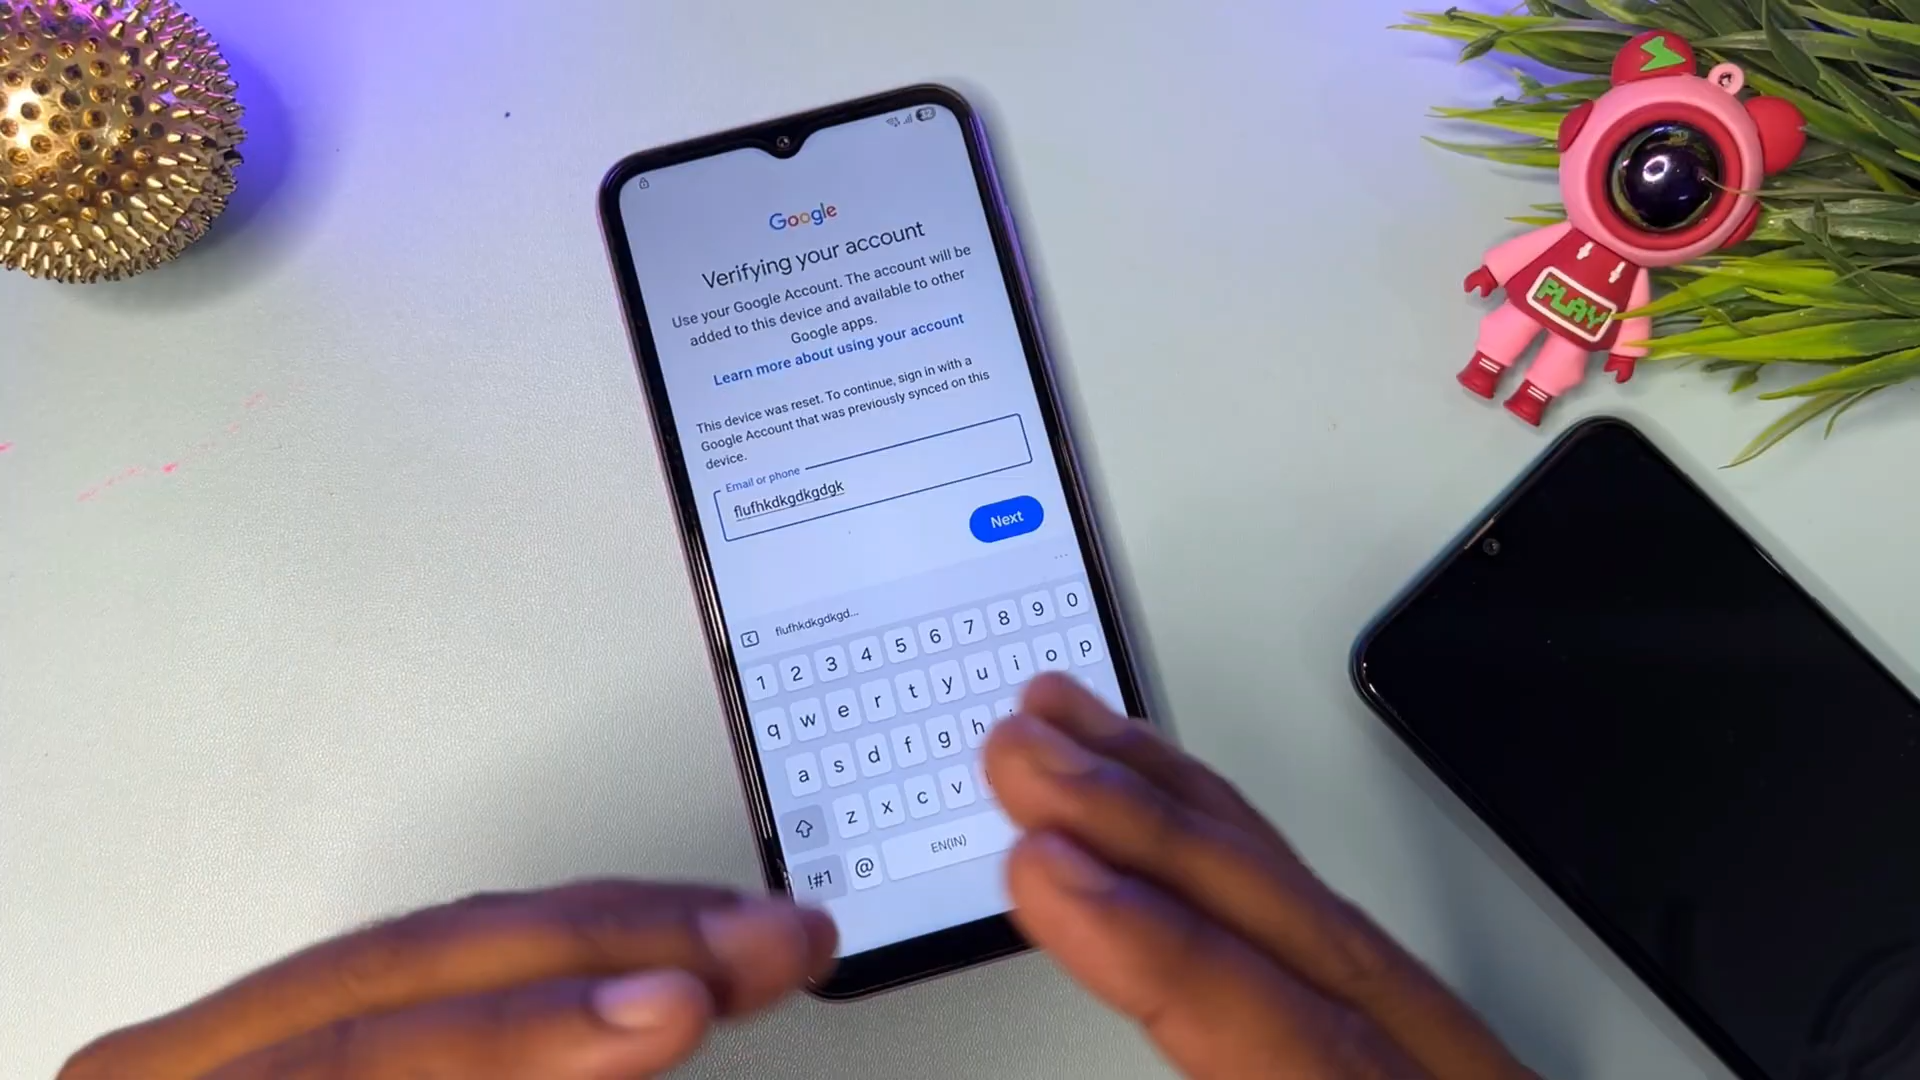 32
Google
Verifying your account
Use your Google Account. The account will be
added to this device and available to other
Google apps.
Learn more about using your account
This device was reset. To continue, sign in with a
Google Account that was previously synced on this
device.
Email or phone
flufhkdkgdkgdgk
Next
flufhkdkgdkgd...
1 2 3 4 5 6 7 8 9 0
q w e r t y u i o p
a s d f g h
z x c v
!#1 @ EN(IN)
PLAY